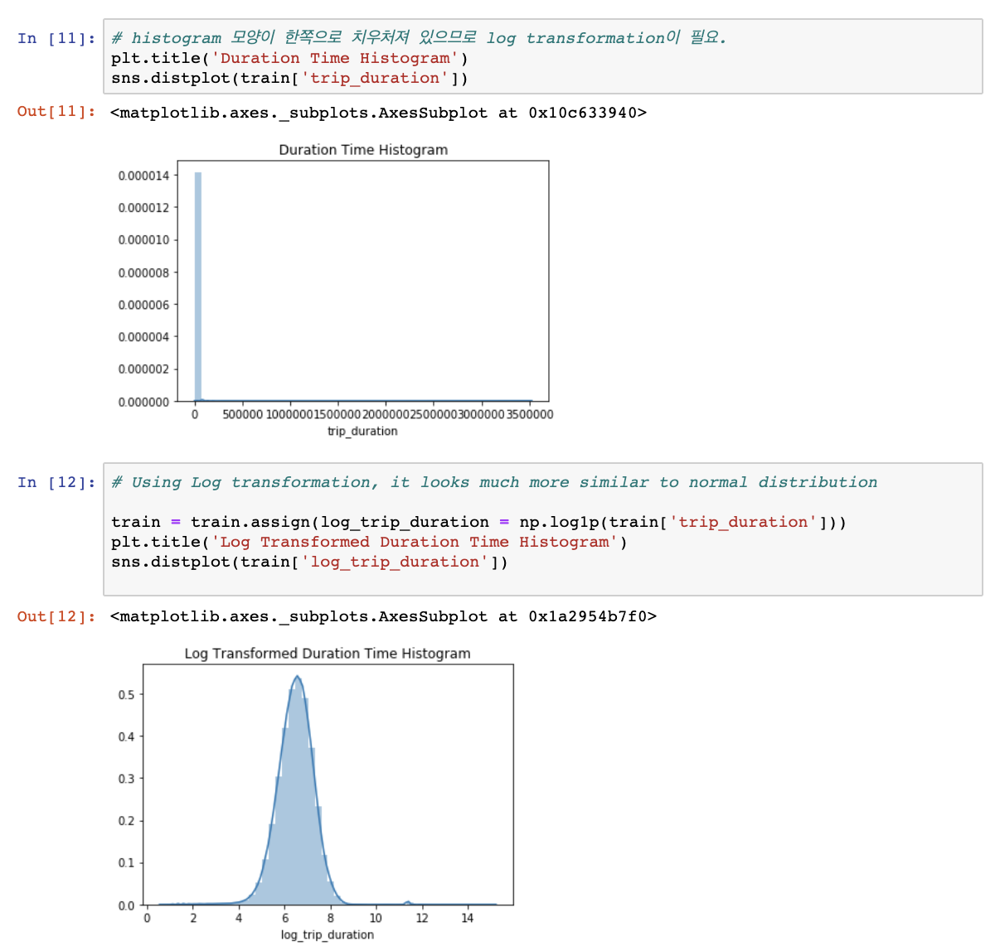 In [11]: # histogram 모양이 한쪽으로 치우처져 있으므로 log transformation이 필요.
plt.title('Duration Time Histogram')
sns.distplot(train['trip_duration'])
Out[11]: <matplotlib.axes._subplots.AxesSubplot at 0x10c633940>
Duration Time Histogram
0.000014
0.000012
0.000010
0.000008
0.000006
0.000004
0.000002
0.000000
0 500000 1000000 1500000 2000000 2500000 3000000 3500000
trip_duration
In [12]: # Using Log transformation, it looks much more similar to normal distribution
train = train.assign(log_trip_duration = np.log1p(train['trip_duration']))
plt.title('Log Transformed Duration Time Histogram')
sns.distplot(train['log_trip_duration'])
Out[12]: <matplotlib.axes._subplots.AxesSubplot at 0x1a2954b7f0>
Log Transformed Duration Time Histogram
0.5
0.4
0.3
0.2
0.1
0.0
0 2 4 6 8 10 12 14
log_trip_duration